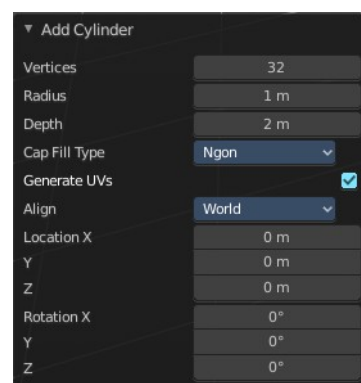 Add Cylinder
Vertices 32
Radius 1 m
Depth 2 m
Cap Fill Type Ngon
Generate UVs
Align World
Location X 0 m
Y 0 m
Z 0 m
Rotation X 0°
Y 0°
Z 0°